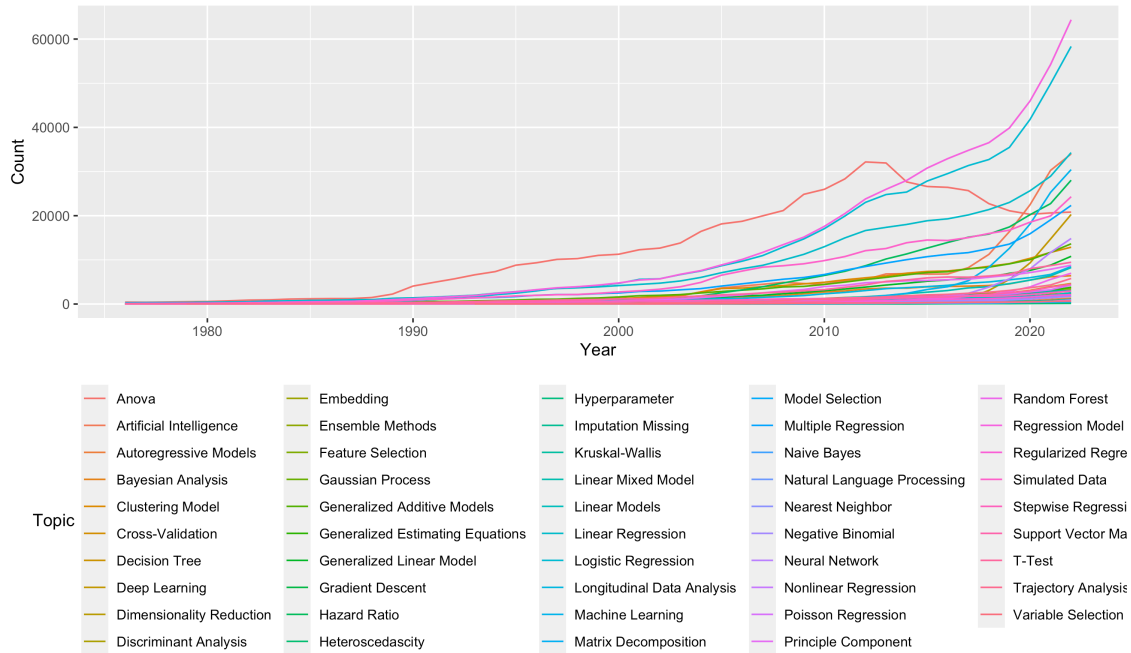 60000
40000
20000
0
Count
1980
1990
2000
2010
2020
Year
Topic
Anova
Artificial Intelligence
Autoregressive Models
Bayesian Analysis
Clustering Model
Cross-Validation
Decision Tree
Deep Learning
Dimensionality Reduction
Discriminant Analysis
Embedding
Ensemble Methods
Feature Selection
Gaussian Process
Generalized Additive Models
Generalized Estimating Equations
Generalized Linear Model
Gradient Descent
Hazard Ratio
Heteroscedascity
Hyperparameter
Imputation Missing
Kruskal-Wallis
Linear Mixed Model
Linear Models
Linear Regression
Logistic Regression
Longitudinal Data Analysis
Machine Learning
Matrix Decomposition
Model Selection
Multiple Regression
Naive Bayes
Natural Language Processing
Nearest Neighbor
Negative Binomial
Neural Network
Nonlinear Regression
Poisson Regression
Principle Component
Random Forest
Regression Model
Regularized Regre
Simulated Data
Stepwise Regressi
Support Vector Ma
T-Test
Trajectory Analysis
Variable Selection